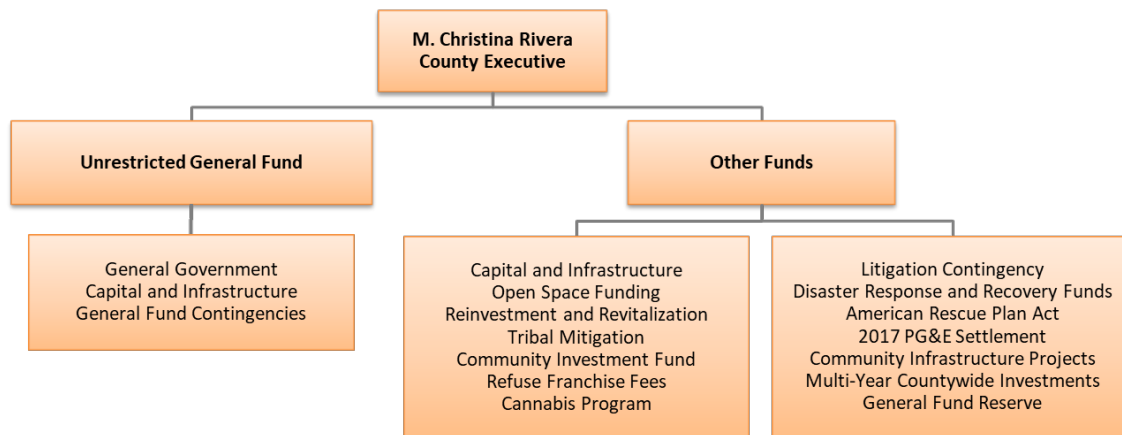 M. Christina Rivera
County Executive
Unrestricted General Fund
Other Funds
General Government
Capital and Infrastructure
General Fund Contingencies
Capital and Infrastructure
Open Space Funding
Reinvestment and Revitalization
Tribal Mitigation
Community Investment Fund
Refuse Franchise Fees
Cannabis Program
Litigation Contingency
Disaster Response and Recovery Funds
American Rescue Plan Act
2017 PG&E Settlement
Community Infrastructure Projects
Multi-Year Countywide Investments
General Fund Reserve